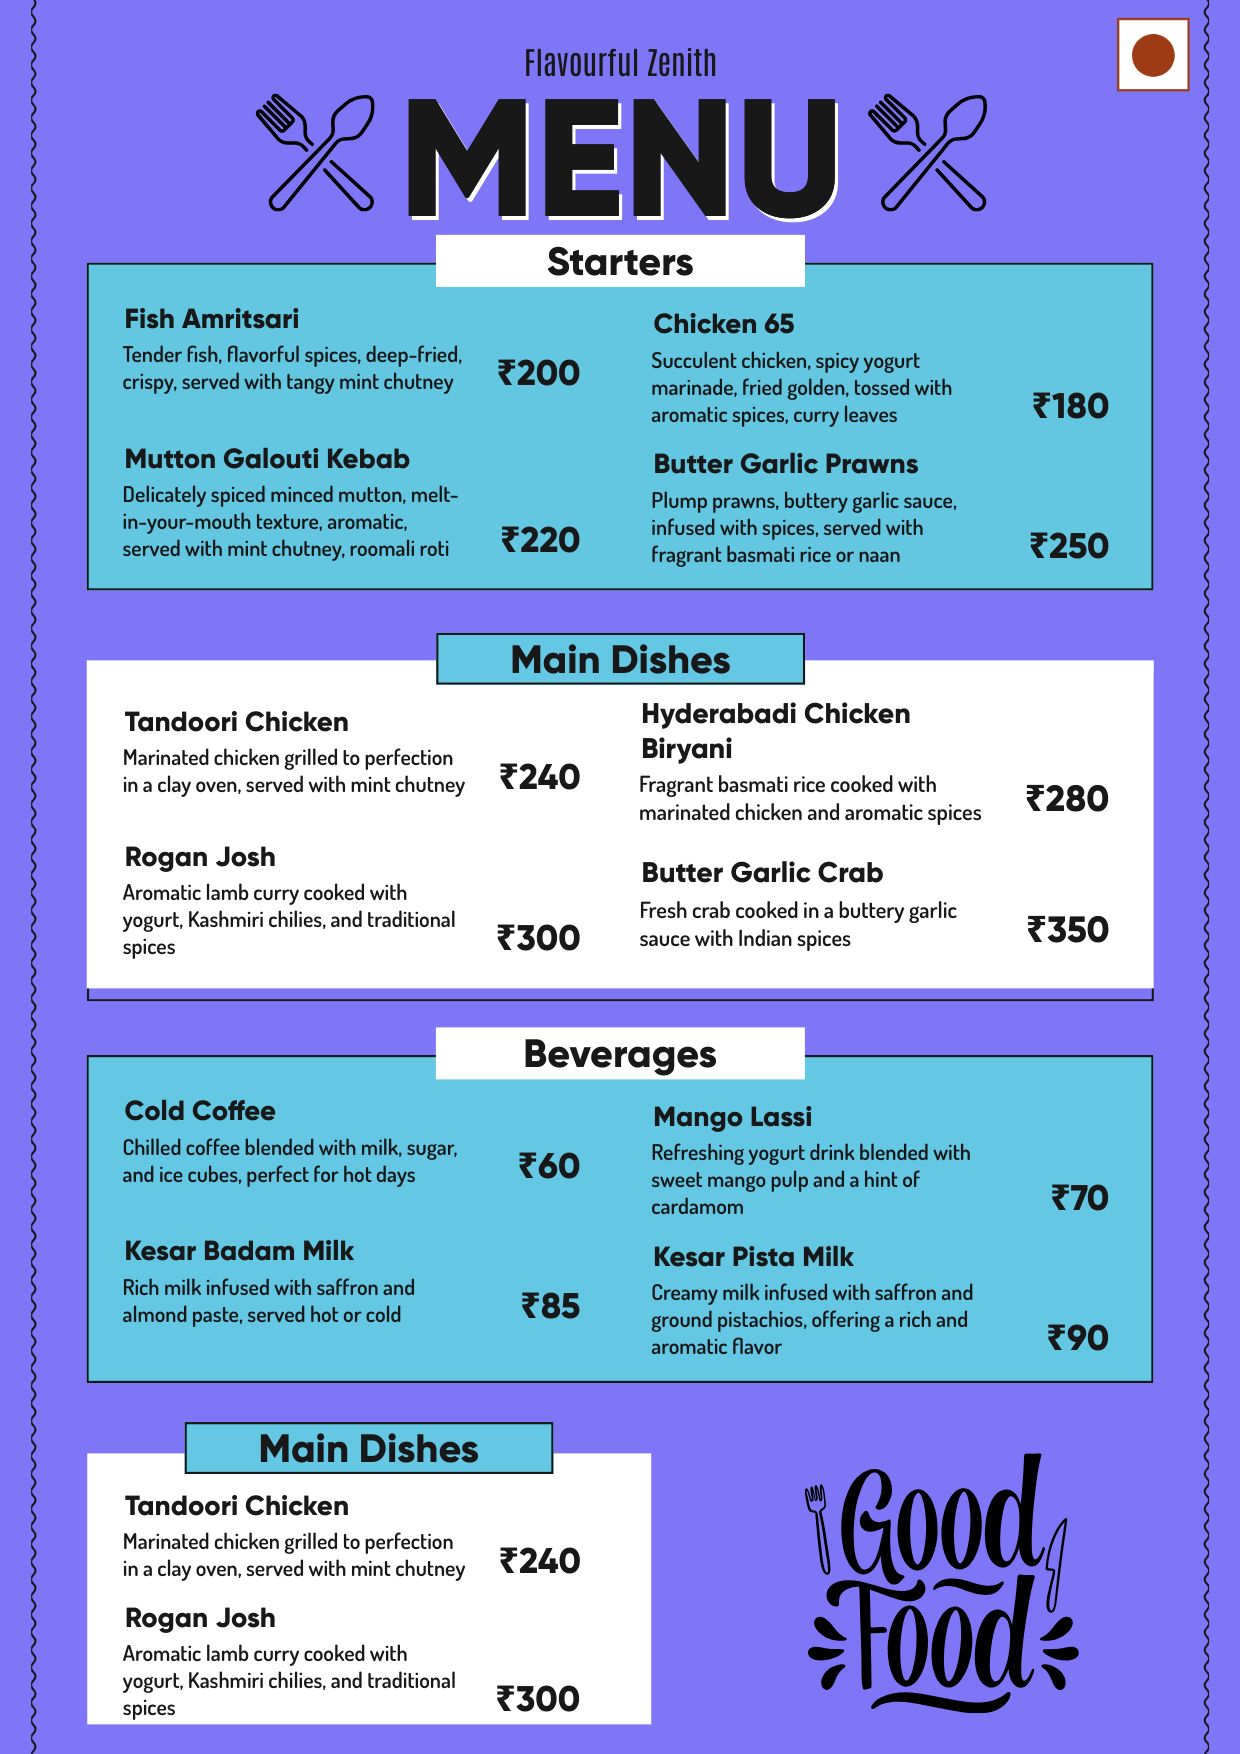 Flavourful Zenith
MENU
Starters
Fish Amritsari
Tender fish, flavorful spices, deep-fried,
crispy, served with tangy mint chutney
₹200
Mutton Galouti Kebab
Delicately spiced minced mutton, melt-
in-your-mouth texture, aromatic,
served with mint chutney, roomali roti
₹220
Chicken 65
Succulent chicken, spicy yogurt
marinade, fried golden, tossed with
aromatic spices, curry leaves
₹180
Butter Garlic Prawns
Plump prawns, buttery garlic sauce,
infused with spices, served with
fragrant basmati rice or naan
₹250
Main Dishes
Tandoori Chicken
Marinated chicken grilled to perfection
in a clay oven, served with mint chutney
₹240
Rogan Josh
Aromatic lamb curry cooked with
yogurt, Kashmiri chilies, and traditional
spices
₹300
Hyderabadi Chicken
Biryani
Fragrant basmati rice cooked with
marinated chicken and aromatic spices
₹280
Butter Garlic Crab
Fresh crab cooked in a buttery garlic
sauce with Indian spices
₹350
Beverages
Cold Coffee
Chilled coffee blended with milk, sugar,
and ice cubes, perfect for hot days
₹60
Kesar Badam Milk
Rich milk infused with saffron and
almond paste, served hot or cold
₹85
Mango Lassi
Refreshing yogurt drink blended with
sweet mango pulp and a hint of
cardamom
₹70
Kesar Pista Milk
Creamy milk infused with saffron and
ground pistachios, offering a rich and
aromatic flavor
₹90
Main Dishes
Tandoori Chicken
Marinated chicken grilled to perfection
in a clay oven, served with mint chutney
₹240
Rogan Josh
Aromatic lamb curry cooked with
yogurt, Kashmiri chilies, and traditional
spices
₹300
Good
Food